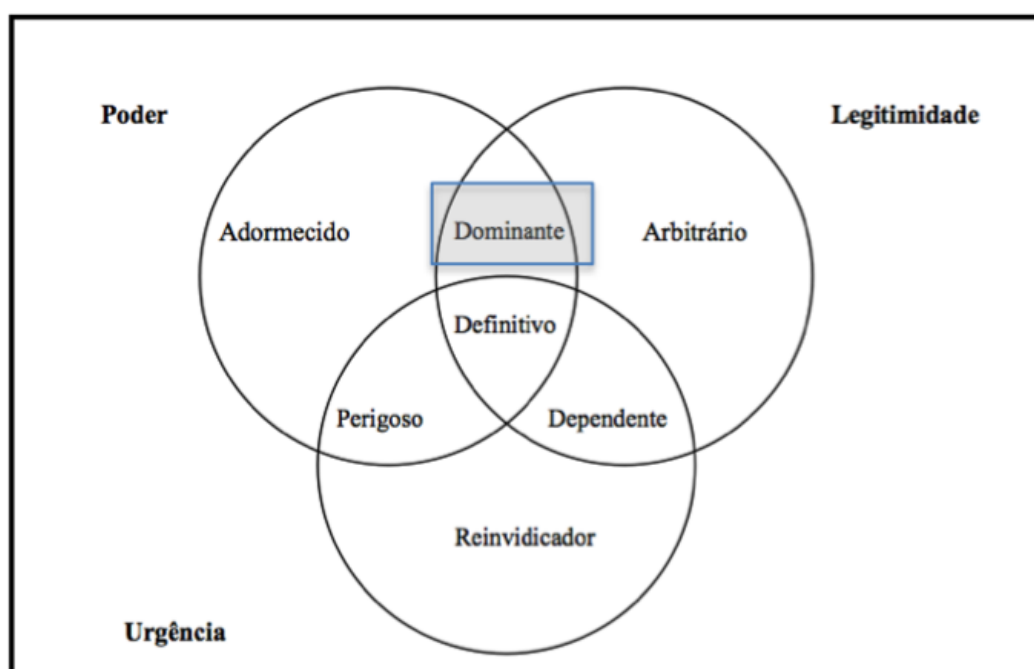 Poder
Legitimidade
Adormecido
Dominante
Arbitrário
Definitivo
Perigoso
Dependente
Reinvidicador
Urgência